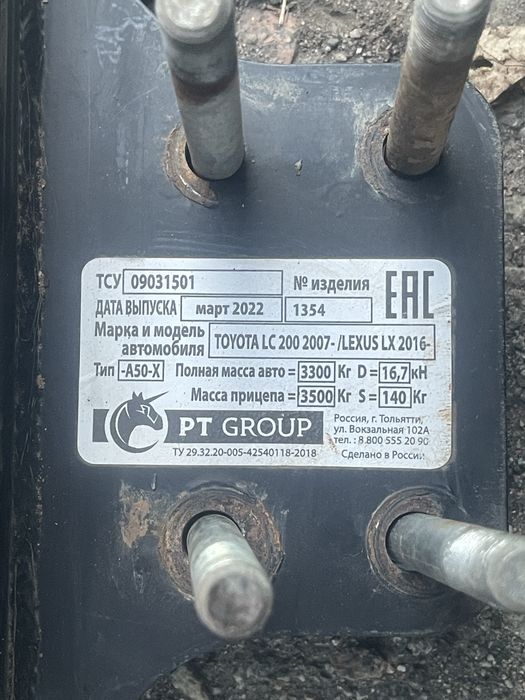 ТСУ 09031501 № изделия EAC
ДАТА ВЫПУСКА март 2022 1354
Марка и модель автомобиля TOYOTA LC 200 2007- /LEXUS LX 2016-
Тип -A50-X Полная масса авто = 3300 Кг D = 16,7 кН
Масса прицепа = 3500 Кг S = 140 Кг
PT GROUP
Россия, г. Тольятти,
ул. Вокзальная 102А
тел.: 8 800 555 20 90
ТУ 29.32.20-005-42540118-2018 Сделано в России